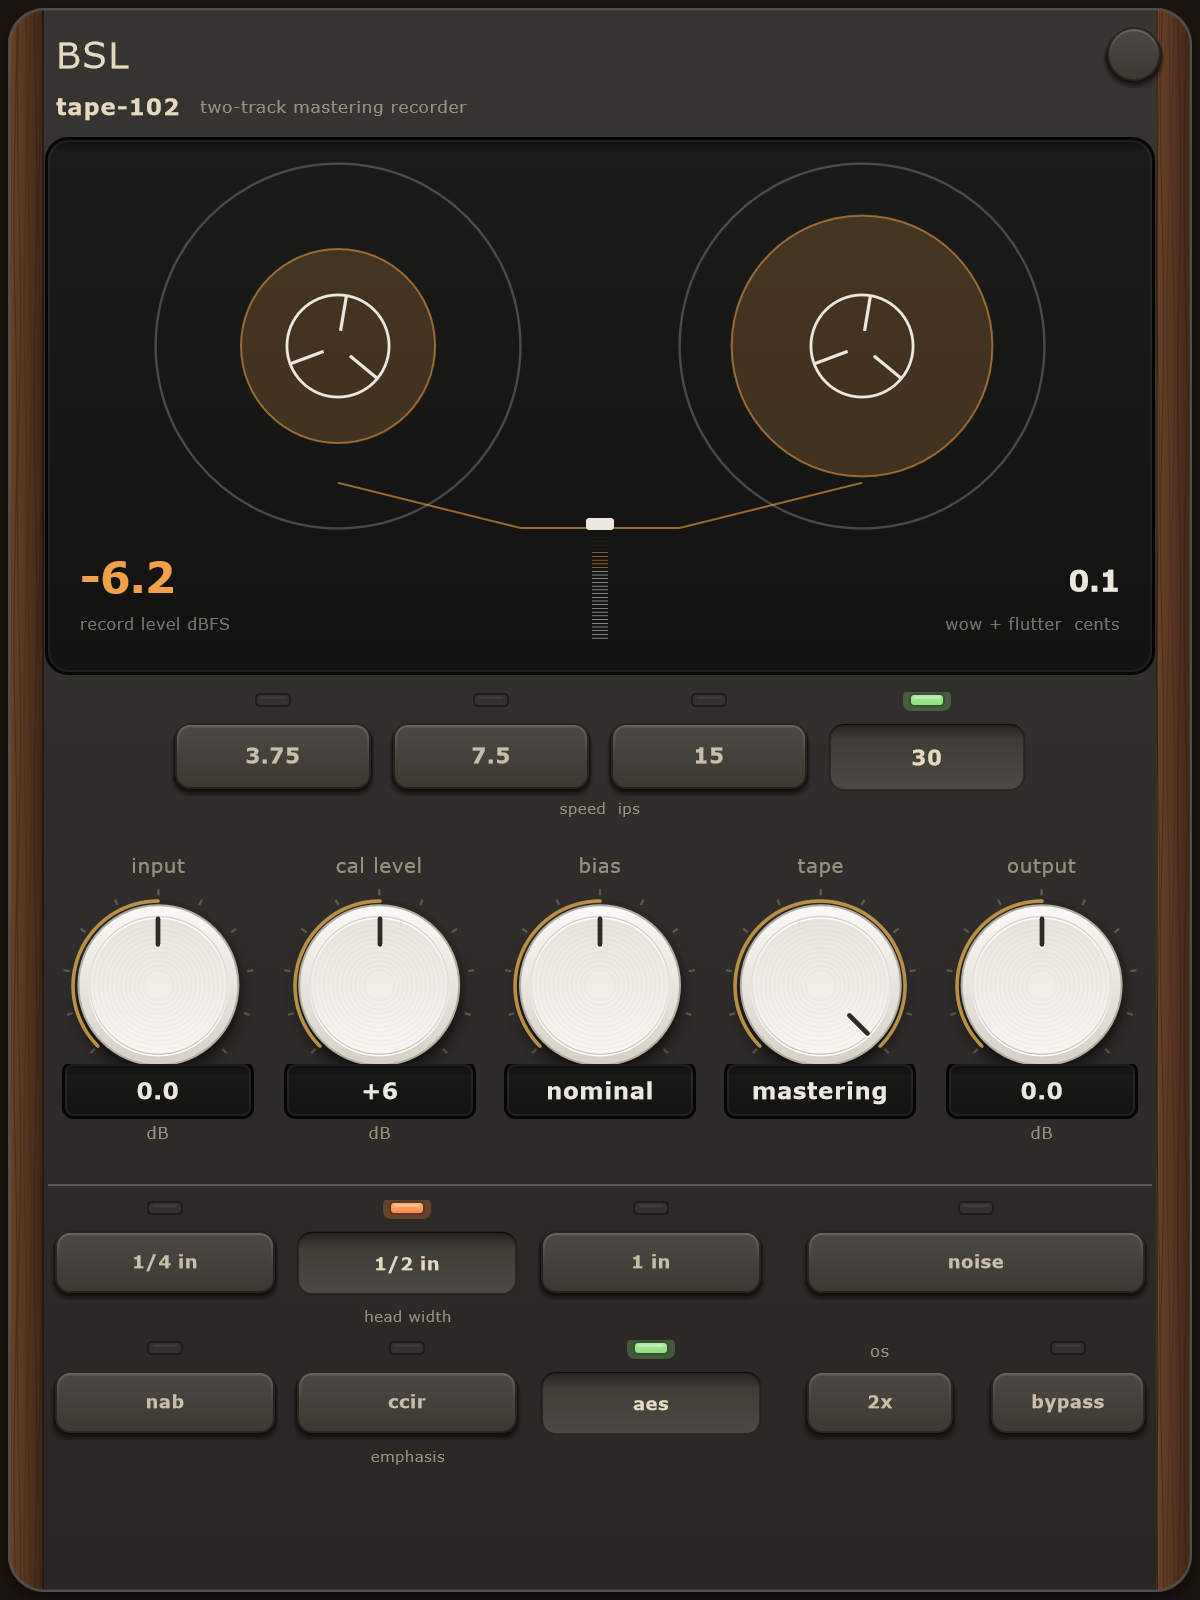 BSL
tape-102 two-track mastering recorder
-6.2
record level dBFS
0.1
wow + flutter cents
3.75 7.5 15 30
speed ips
input cal level bias tape output
0.0 +6 nominal mastering 0.0
dB dB dB
1/4 in 1/2 in 1 in noise
head width
os
nab ccir aes 2x bypass
emphasis